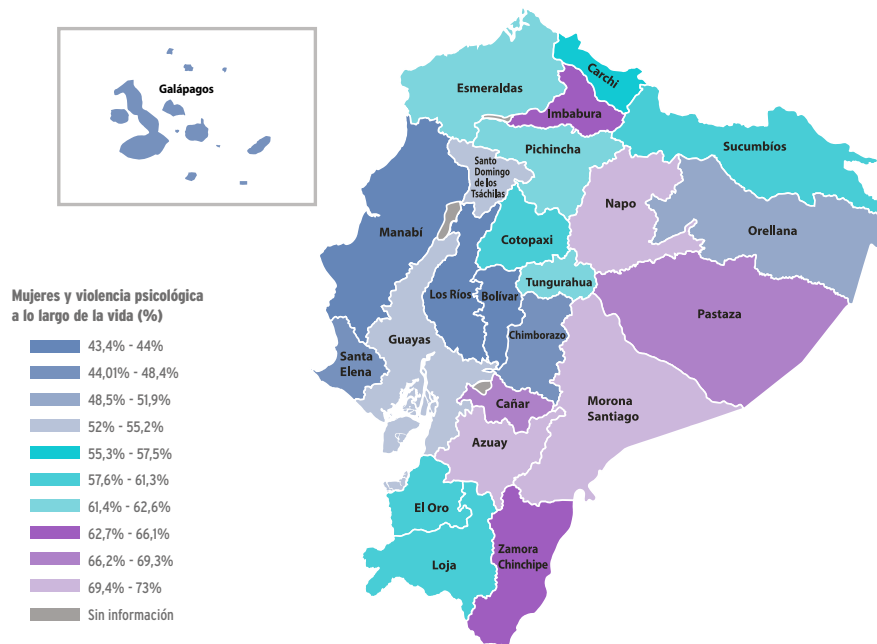 Galápagos
Esmeraldas
Carchi
Imbabura
Pichincha
Sucumbíos
Santo
Domingo
de los
Tsáchilas
Napo
Manabí
Cotopaxi
Orellana
Tungurahua
Los Ríos
Bolívar
Pastaza
Chimborazo
Guayas
Santa
Elena
Morona
Santiago
Cañar
Azuay
El Oro
Loja
Zamora
Chinchipe
Mujeres y violencia psicológica
a lo largo de la vida (%)
43,4% - 44%
44,01% - 48,4%
48,5% - 51,9%
52% - 55,2%
55,3% - 57,5%
57,6% - 61,3%
61,4% - 62,6%
62,7% - 66,1%
66,2% - 69,3%
69,4% - 73%
Sin información